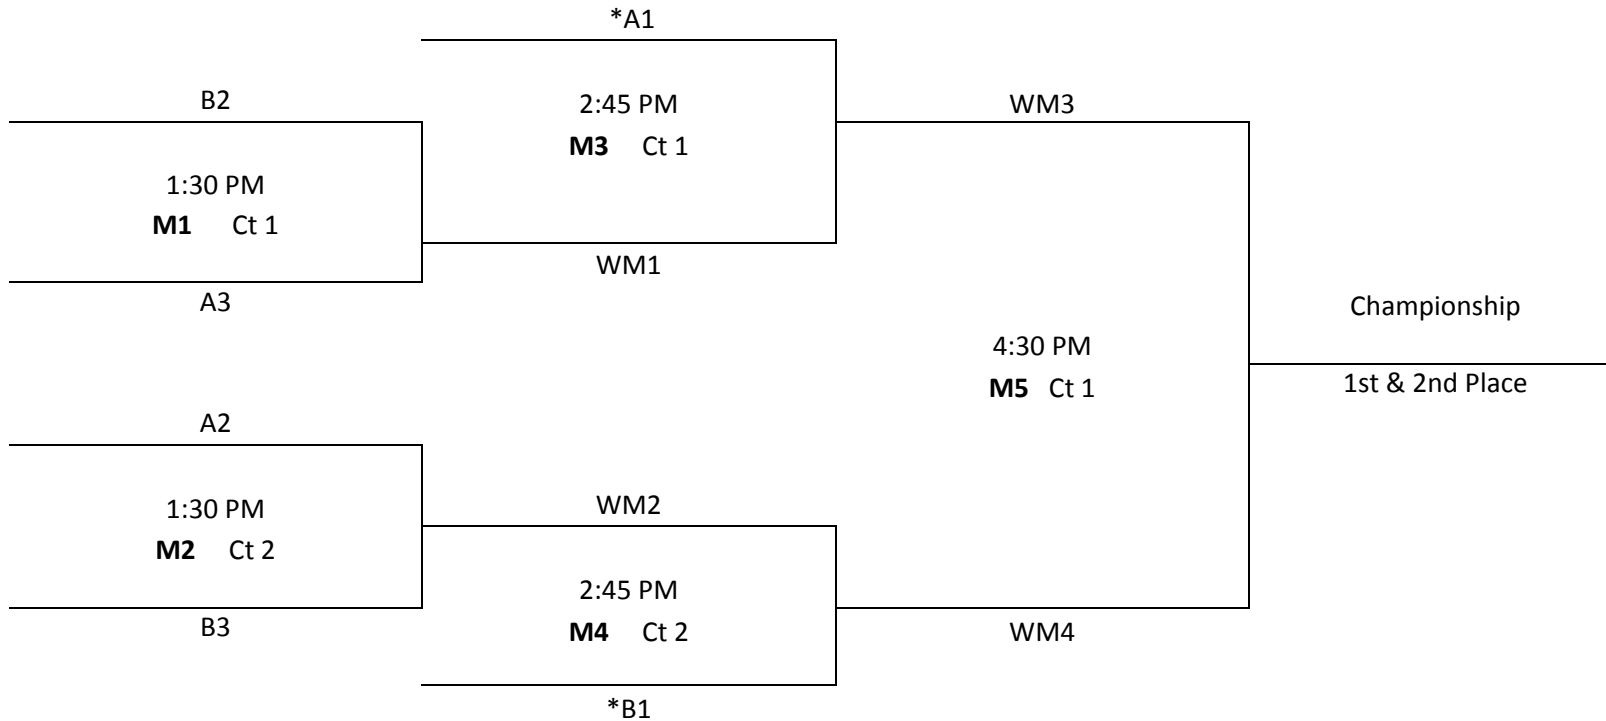 *A1
B2
2:45 PM
M3 Ct 1
WM3
1:30 PM
M1 Ct 1
WM1
A3
Championship
4:30 PM
M5 Ct 1
1st & 2nd Place
A2
1:30 PM
M2 Ct 2
WM2
2:45 PM
M4 Ct 2
B3
WM4
*B1